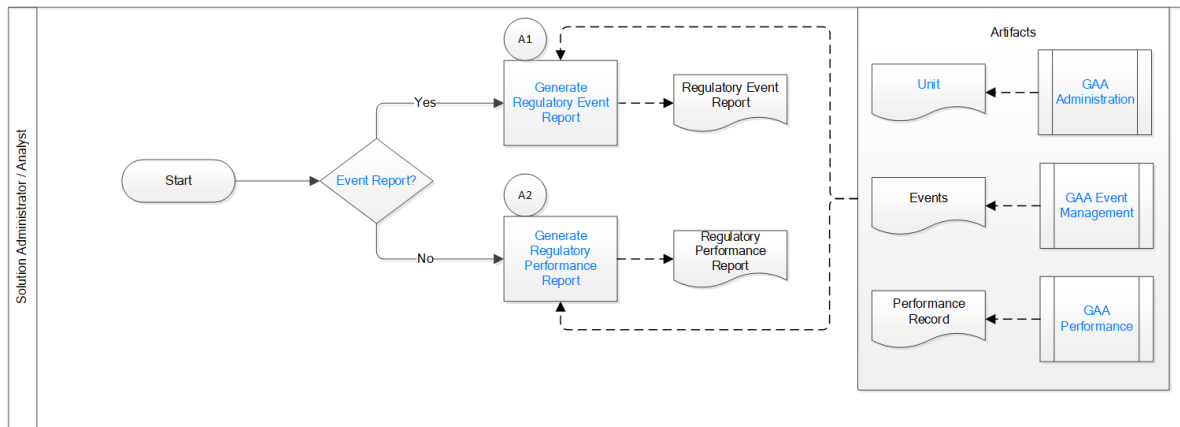 Solution Administrator / Analyst
Start
Event Report?
Yes
No
A1
Generate
Regulatory Event
Report
Regulatory Event
Report
A2
Generate
Regulatory
Performance
Report
Regulatory
Performance
Report
Artifacts
Unit
GAA
Administration
Events
GAA Event
Management
Performance
Record
GAA
Performance